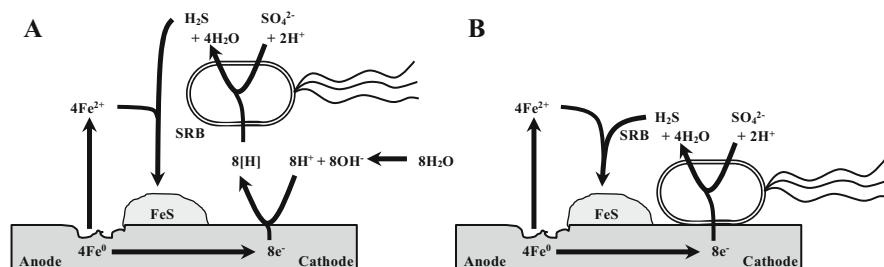 A
H₂S
+ 4H₂O
SO₄²⁻
+ 2H⁺
4Fe²⁺
SRB
8[H]
8H⁺ + 8OH⁻
8H₂O
FeS
Anode
4Fe⁰
8e⁻
Cathode
B
4Fe²⁺
SRB
H₂S
+ 4H₂O
SO₄²⁻
+ 2H⁺
FeS
Anode
4Fe⁰
8e⁻
Cathode